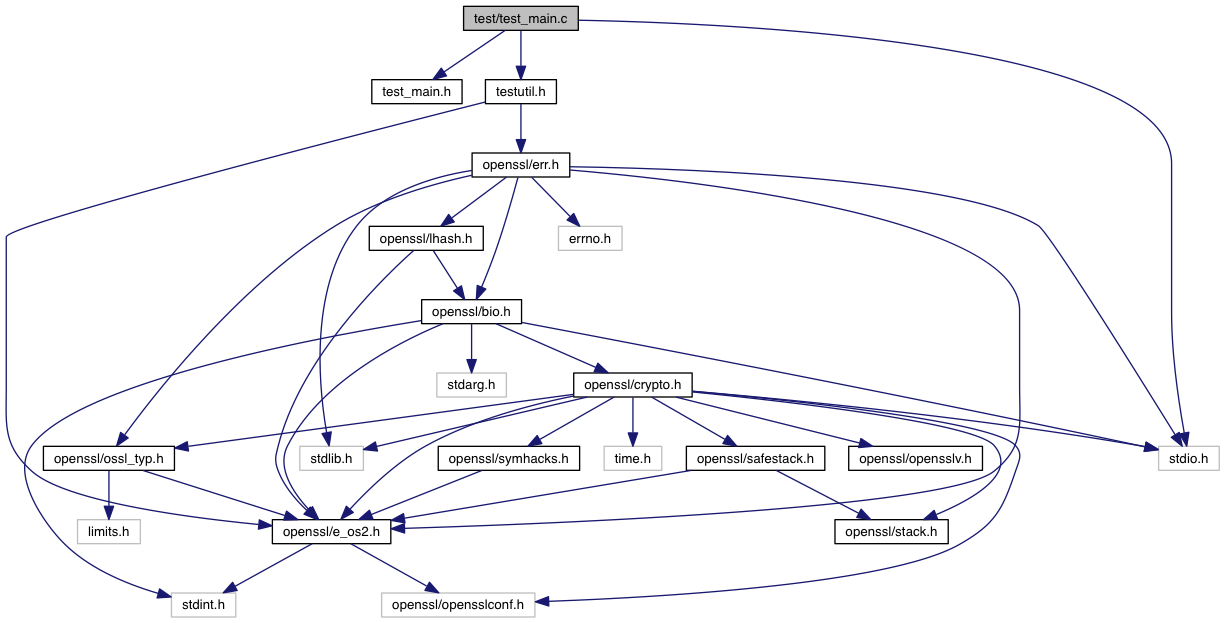 test/test_main.c
test_main.h
testutil.h
openssl/err.h
openssl/lhash.h
errno.h
openssl/bio.h
stdarg.h
openssl/crypto.h
openssl/ossl_typ.h
stdlib.h
openssl/symhacks.h
time.h
openssl/safestack.h
openssl/opensslv.h
stdio.h
limits.h
openssl/e_os2.h
openssl/stack.h
stdint.h
openssl/opensslconf.h